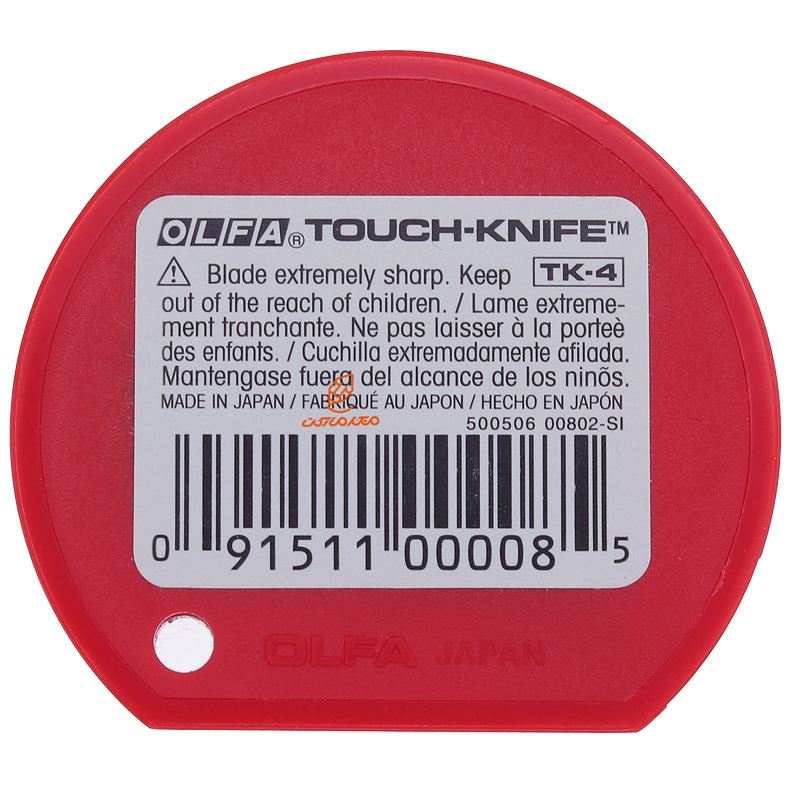 OLFA® TOUCH-KNIFE™
⚠ Blade extremely sharp. Keep TK-4
out of the reach of children. / Lame extreme-
ment tranchante. Ne pas laisser à la porteè
des enfants. / Cuchilla extremadamente afilada.
Mantengase fuera del alcance de los ninõs.
MADE IN JAPAN / FABRIQUÉ AU JAPON / HECHO EN JAPÓN
500506 00802-SI
0 91511 00008 5
OLFA JAPAN